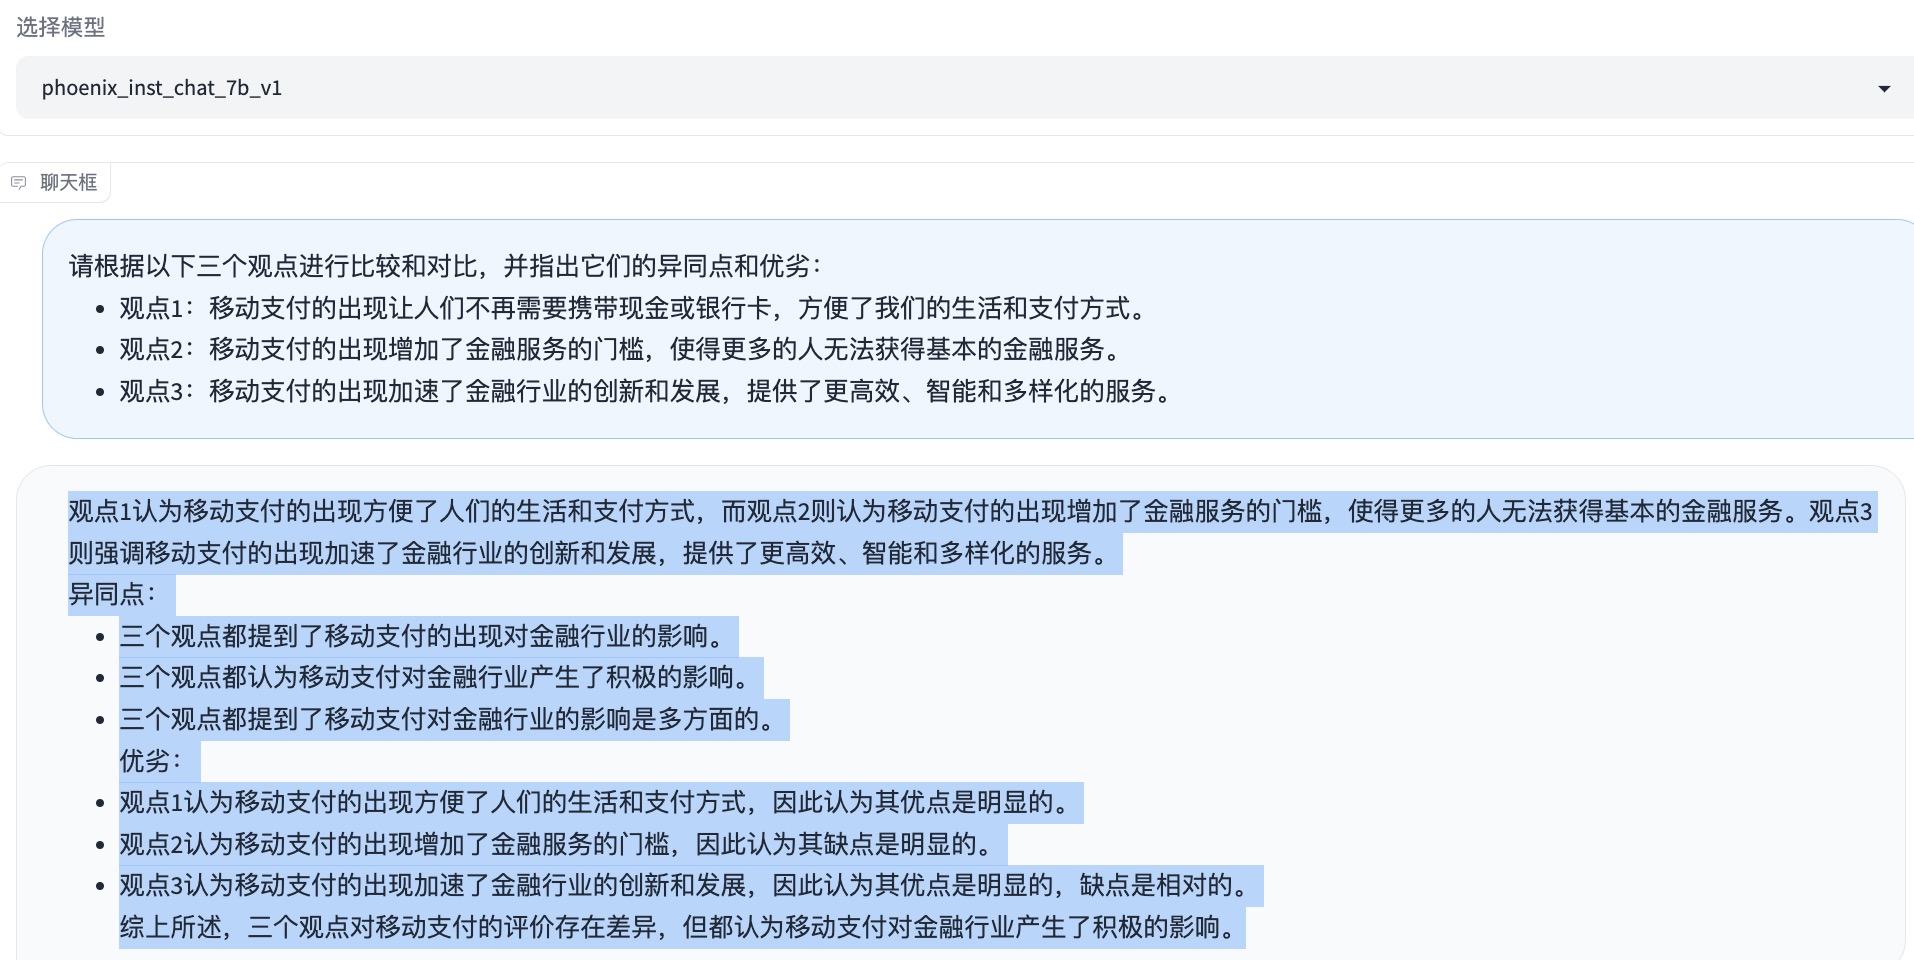 选择模型
phoenix_inst_chat_7b_v1
聊天框
请根据以下三个观点进行比较和对比，并指出它们的异同点和优劣：
• 观点1：移动支付的出现让人们不再需要携带现金或银行卡，方便了我们的生活和支付方式。
• 观点2：移动支付的出现增加了金融服务的门槛，使得更多的人无法获得基本的金融服务。
• 观点3：移动支付的出现加速了金融行业的创新和发展，提供了更高效、智能和多样化的服务。
观点1认为移动支付的出现方便了人们的生活和支付方式，而观点2则认为移动支付的出现增加了金融服务的门槛，使得更多的人无法获得基本的金融服务。观点3
则强调移动支付的出现加速了金融行业的创新和发展，提供了更高效、智能和多样化的服务。
异同点：
• 三个观点都提到了移动支付的出现对金融行业的影响。
• 三个观点都认为移动支付对金融行业产生了积极的影响。
• 三个观点都提到了移动支付对金融行业的影响是多方面的。
优劣：
• 观点1认为移动支付的出现方便了人们的生活和支付方式，因此认为其优点是明显的。
• 观点2认为移动支付的出现增加了金融服务的门槛，因此认为其缺点是明显的。
• 观点3认为移动支付的出现加速了金融行业的创新和发展，因此认为其优点是明显的，缺点是相对的。
综上所述，三个观点对移动支付的评价存在差异，但都认为移动支付对金融行业产生了积极的影响。